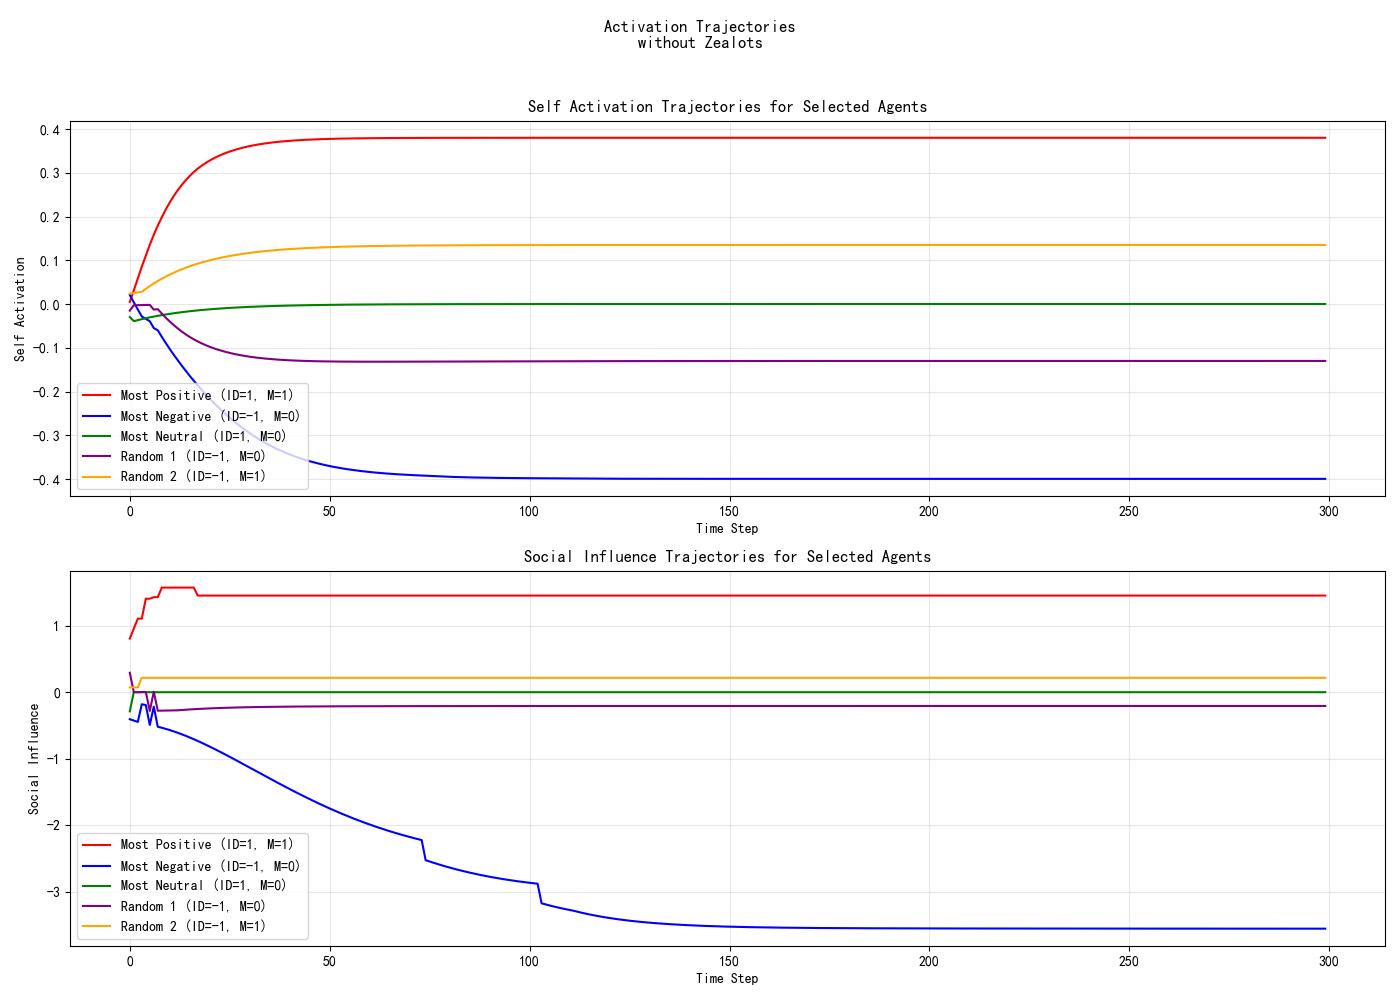 Activation Trajectories
without Zealots
Self Activation Trajectories for Selected Agents
Self Activation
0.4
0.3
0.2
0.1
0.0
−0.1
−0.2
−0.3
−0.4
Most Positive (ID=1, M=1)
Most Negative (ID=-1, M=0)
Most Neutral (ID=1, M=0)
Random 1 (ID=-1, M=0)
Random 2 (ID=-1, M=1)
0 50 100 150 200 250 300
Time Step
Social Influence Trajectories for Selected Agents
Social Influence
1
0
−1
−2
−3
Most Positive (ID=1, M=1)
Most Negative (ID=-1, M=0)
Most Neutral (ID=1, M=0)
Random 1 (ID=-1, M=0)
Random 2 (ID=-1, M=1)
0 50 100 150 200 250 300
Time Step